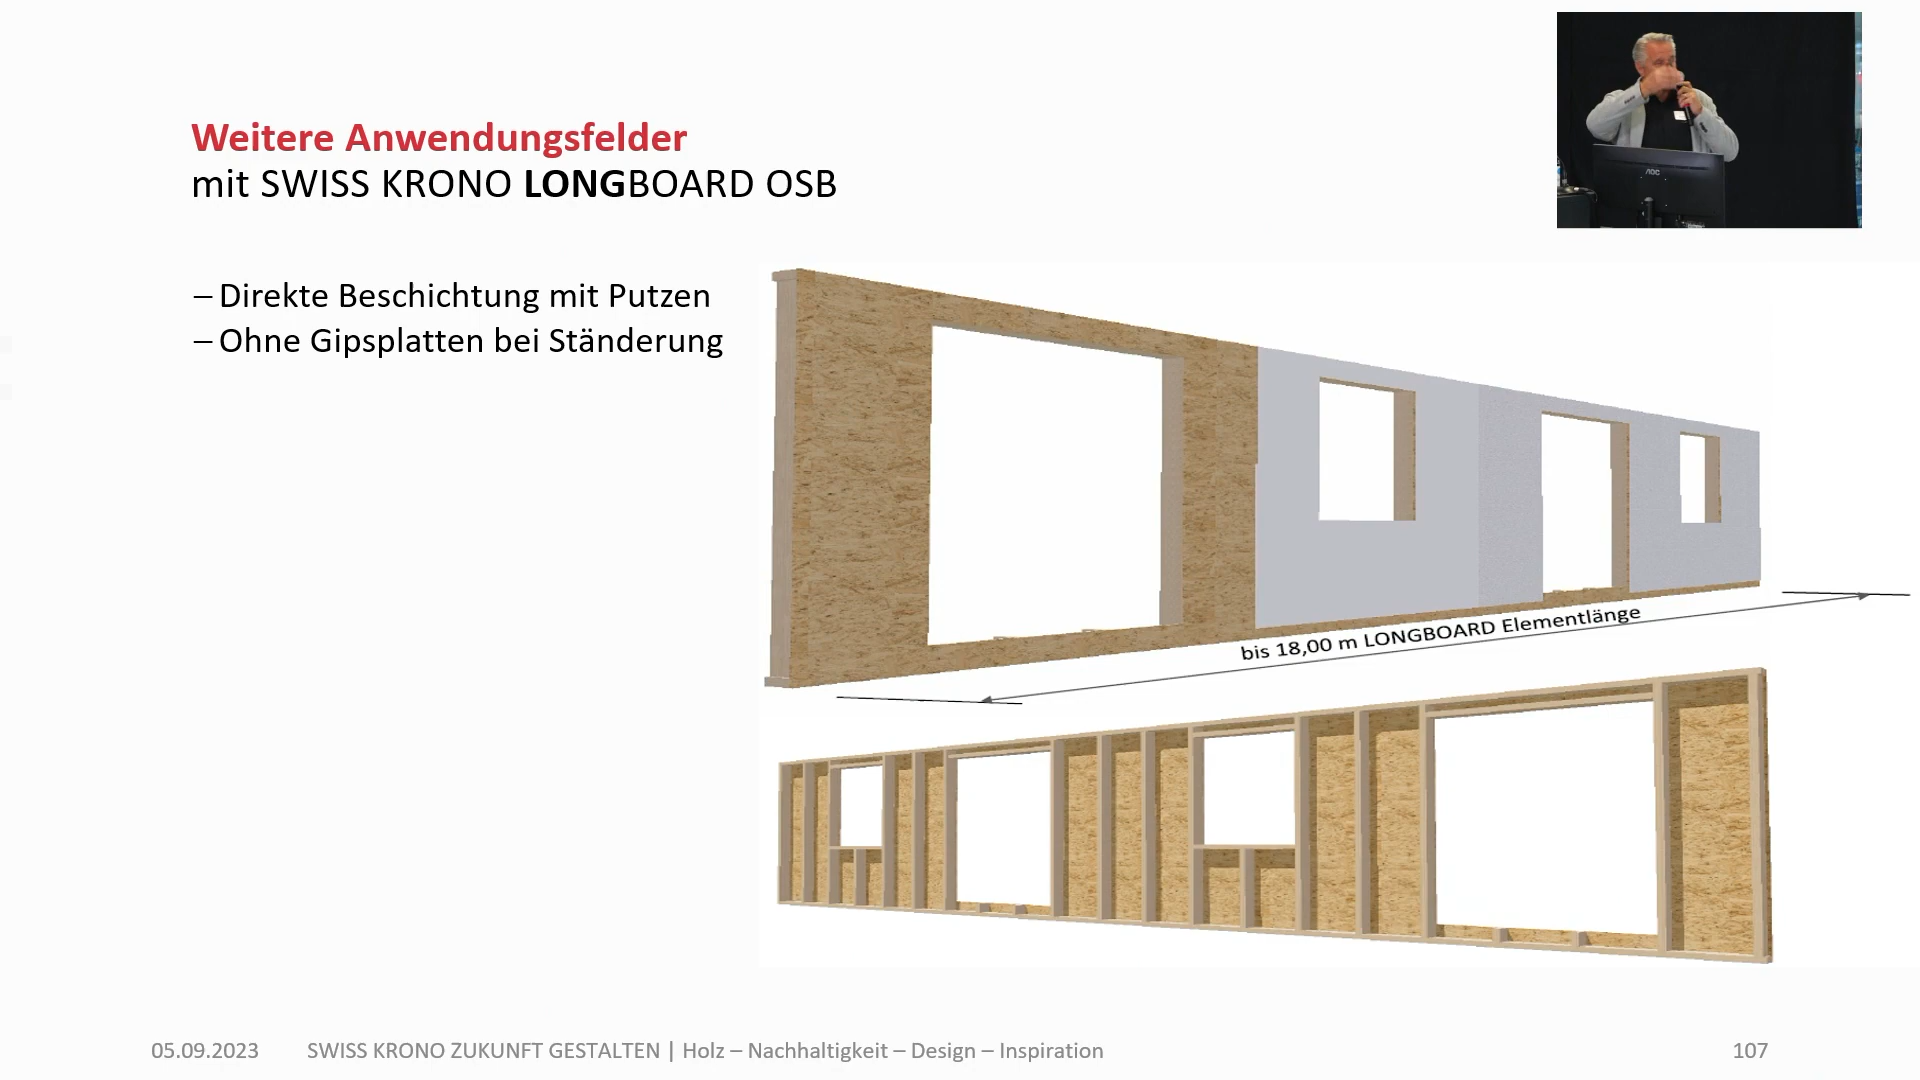 Weitere Anwendungsfelder
mit SWISS KRONO LONGBOARD OSB
– Direkte Beschichtung mit Putzen
– Ohne Gipsplatten bei Ständerung
bis 18,00 m LONGBOARD Elementlänge
AOC
05.09.2023 SWISS KRONO ZUKUNFT GESTALTEN | Holz – Nachhaltigkeit – Design – Inspiration 107